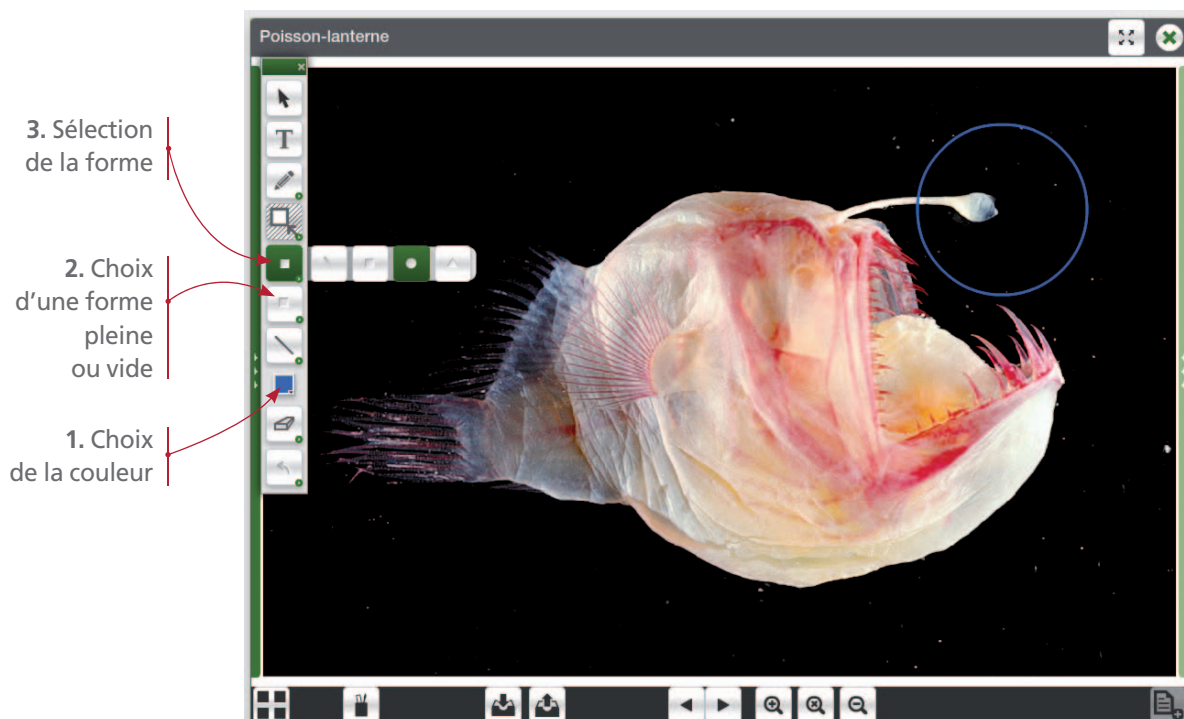 Poisson-lanterne
T
3. Sélection
de la forme
2. Choix
d’une forme
pleine
ou vide
1. Choix
de la couleur